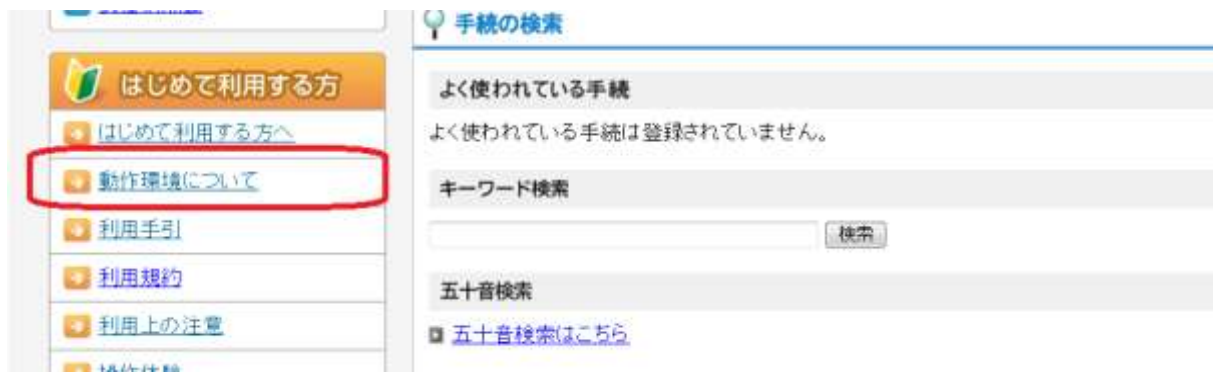 はじめて利用する方
はじめて利用する方へ
動作環境について
利用手引
利用規約
利用上の注意
操作体験
手続の検索
よく使われている手続
よく使われている手続は登録されていません。
キーワード検索
検索
五十音検索
五十音検索はこちら